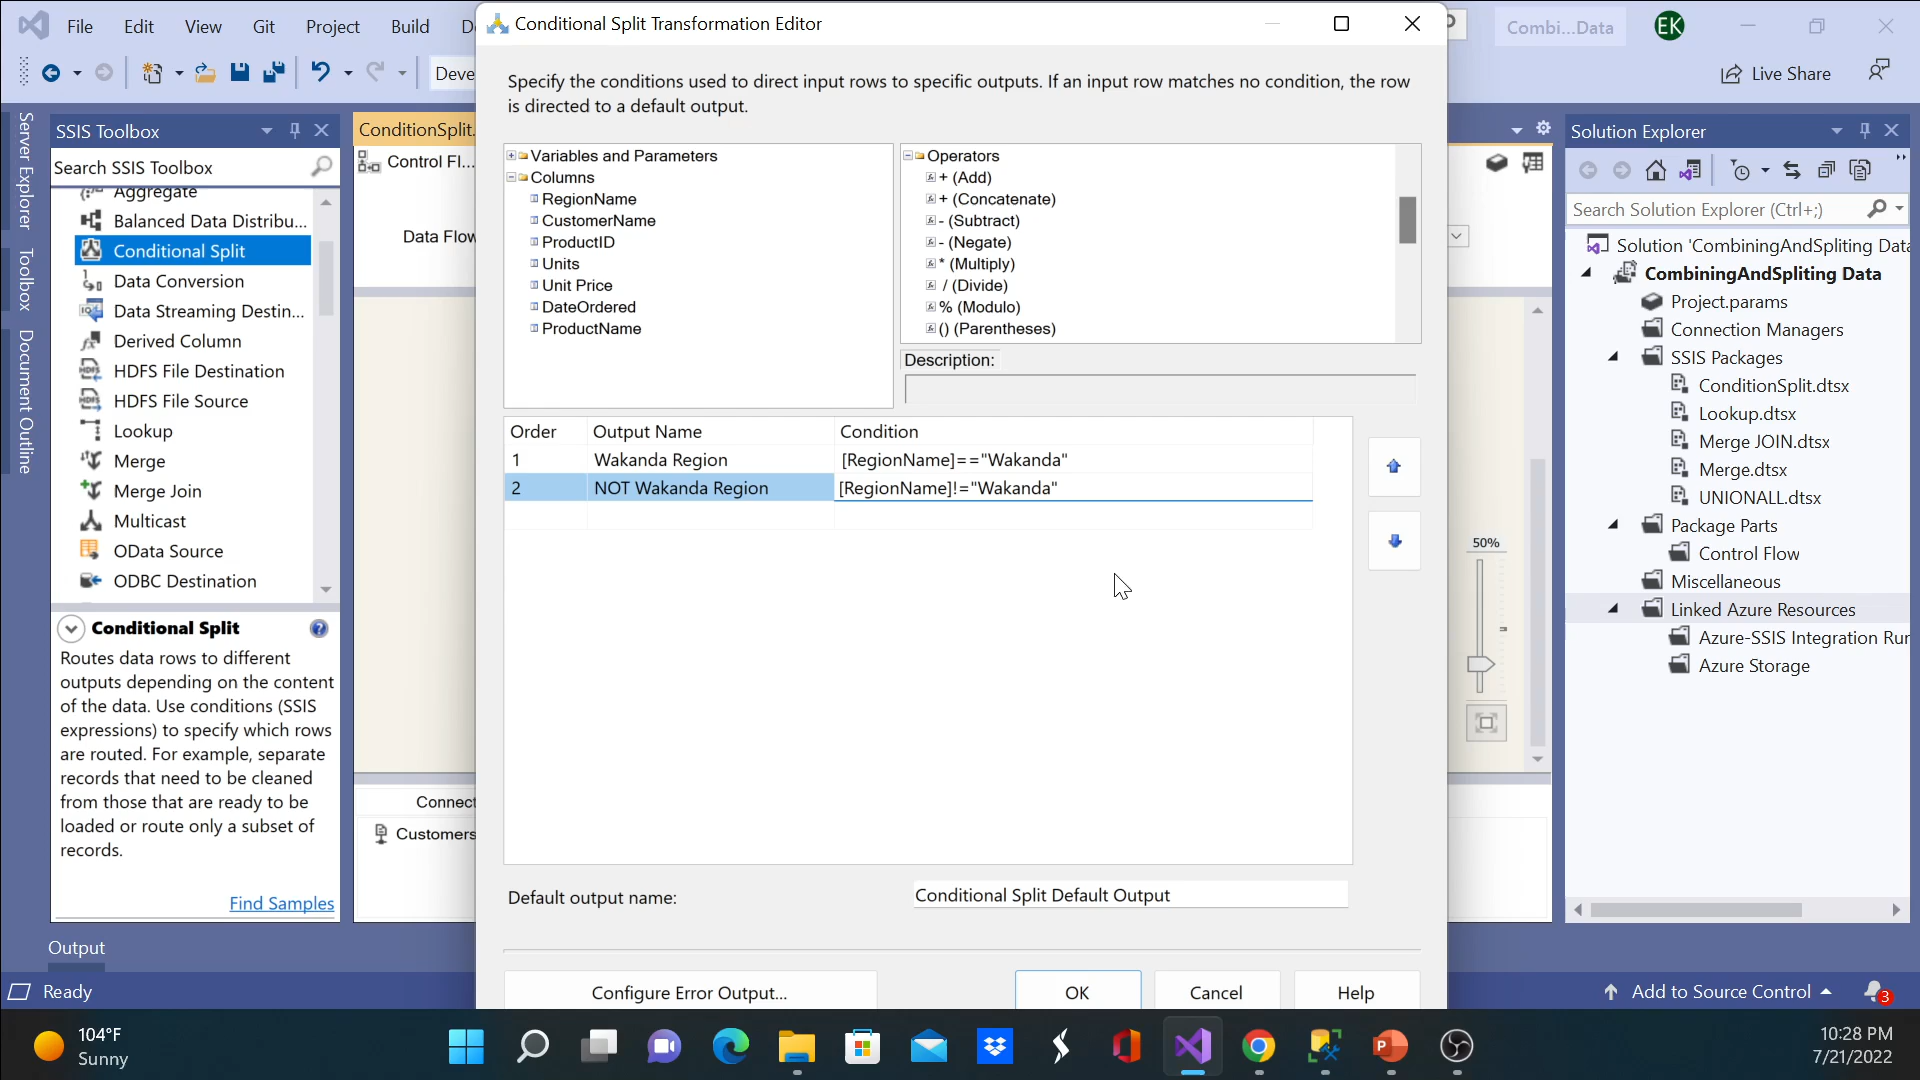 File Edit View Git Project Build
Combi...Data
EK
Deve
Live Share
Conditional Split Transformation Editor
Specify the conditions used to direct input rows to specific outputs. If an input row matches no condition, the row
is directed to a default output.
Variables and Parameters
Columns
RegionName
CustomerName
ProductID
Units
Unit Price
DateOrdered
ProductName
Operators
+ (Add)
+ (Concatenate)
- (Subtract)
- (Negate)
* (Multiply)
/ (Divide)
% (Modulo)
() (Parentheses)
Description:
Order Output Name Condition
1 Wakanda Region [RegionName]=="Wakanda"
2 NOT Wakanda Region [RegionName]!="Wakanda"
Default output name: Conditional Split Default Output
Configure Error Output... OK Cancel Help
Server Explorer
Toolbox
Document Outline
SSIS Toolbox
Search SSIS Toolbox
Aggregate
Balanced Data Distribu...
Conditional Split
Data Conversion
Data Streaming Destin...
Derived Column
HDFS File Destination
HDFS File Source
Lookup
Merge
Merge Join
Multicast
OData Source
ODBC Destination
Conditional Split
Routes data rows to different
outputs depending on the content
of the data. Use conditions (SSIS
expressions) to specify which rows
are routed. For example, separate
records that need to be cleaned
from those that are ready to be
loaded or route only a subset of
records.
Find Samples
ConditionSplit.
Control Fl...
Data Flow
Connect
Customers
50%
Solution Explorer
Search Solution Explorer (Ctrl+;)
Solution 'CombiningAndSpliting Data
CombiningAndSpliting Data
Project.params
Connection Managers
SSIS Packages
ConditionSplit.dtsx
Lookup.dtsx
Merge JOIN.dtsx
Merge.dtsx
UNIONALL.dtsx
Package Parts
Control Flow
Miscellaneous
Linked Azure Resources
Azure-SSIS Integration Run
Azure Storage
Output
Ready
Add to Source Control
3
104°F
Sunny
10:28 PM
7/21/2022